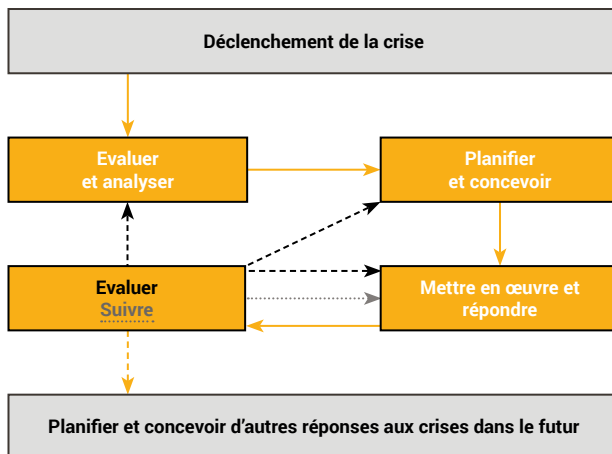 Déclenchement de la crise
Evaluer
et analyser
Planifier
et concevoir
Evaluer
Suivre
Mettre en œuvre et
répondre
Planifier et concevoir d’autres réponses aux crises dans le futur